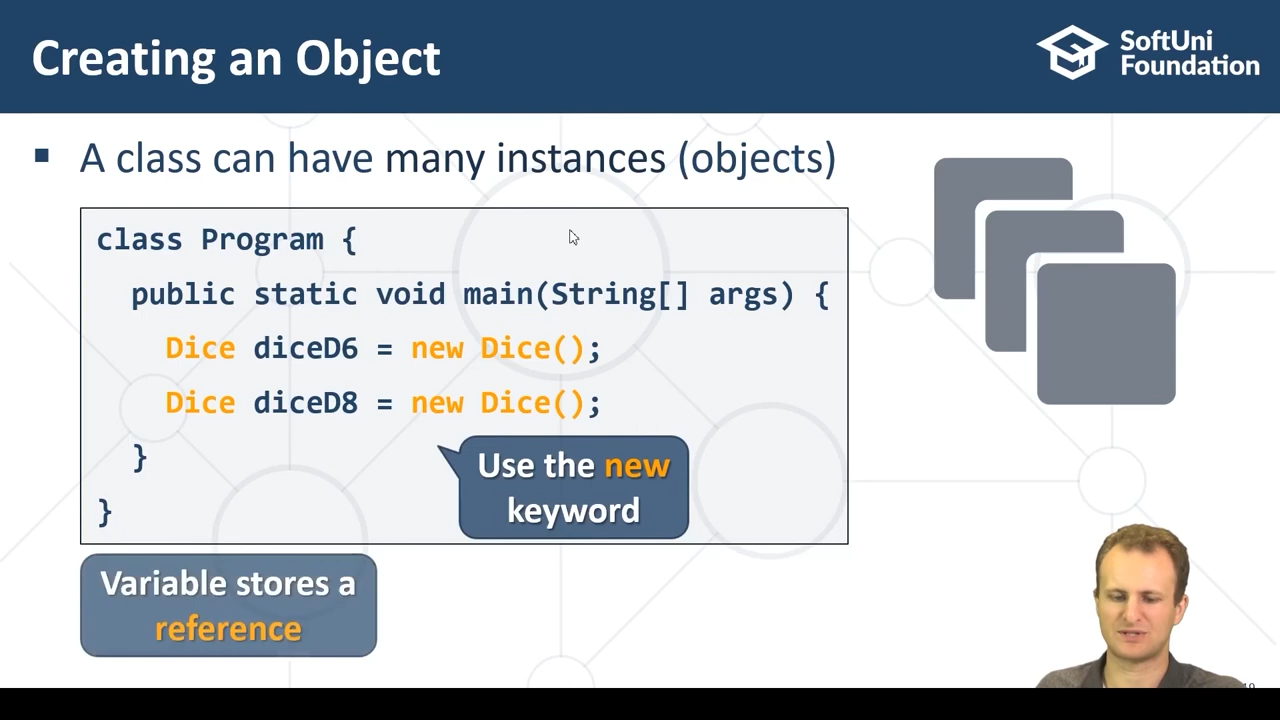 Creating an Object
SoftUni
Foundation
▪ A class can have many instances (objects)
class Program {
  public static void main(String[] args) {
    Dice diceD6 = new Dice();
    Dice diceD8 = new Dice();
  }
}
Use the new
keyword
Variable stores a
reference